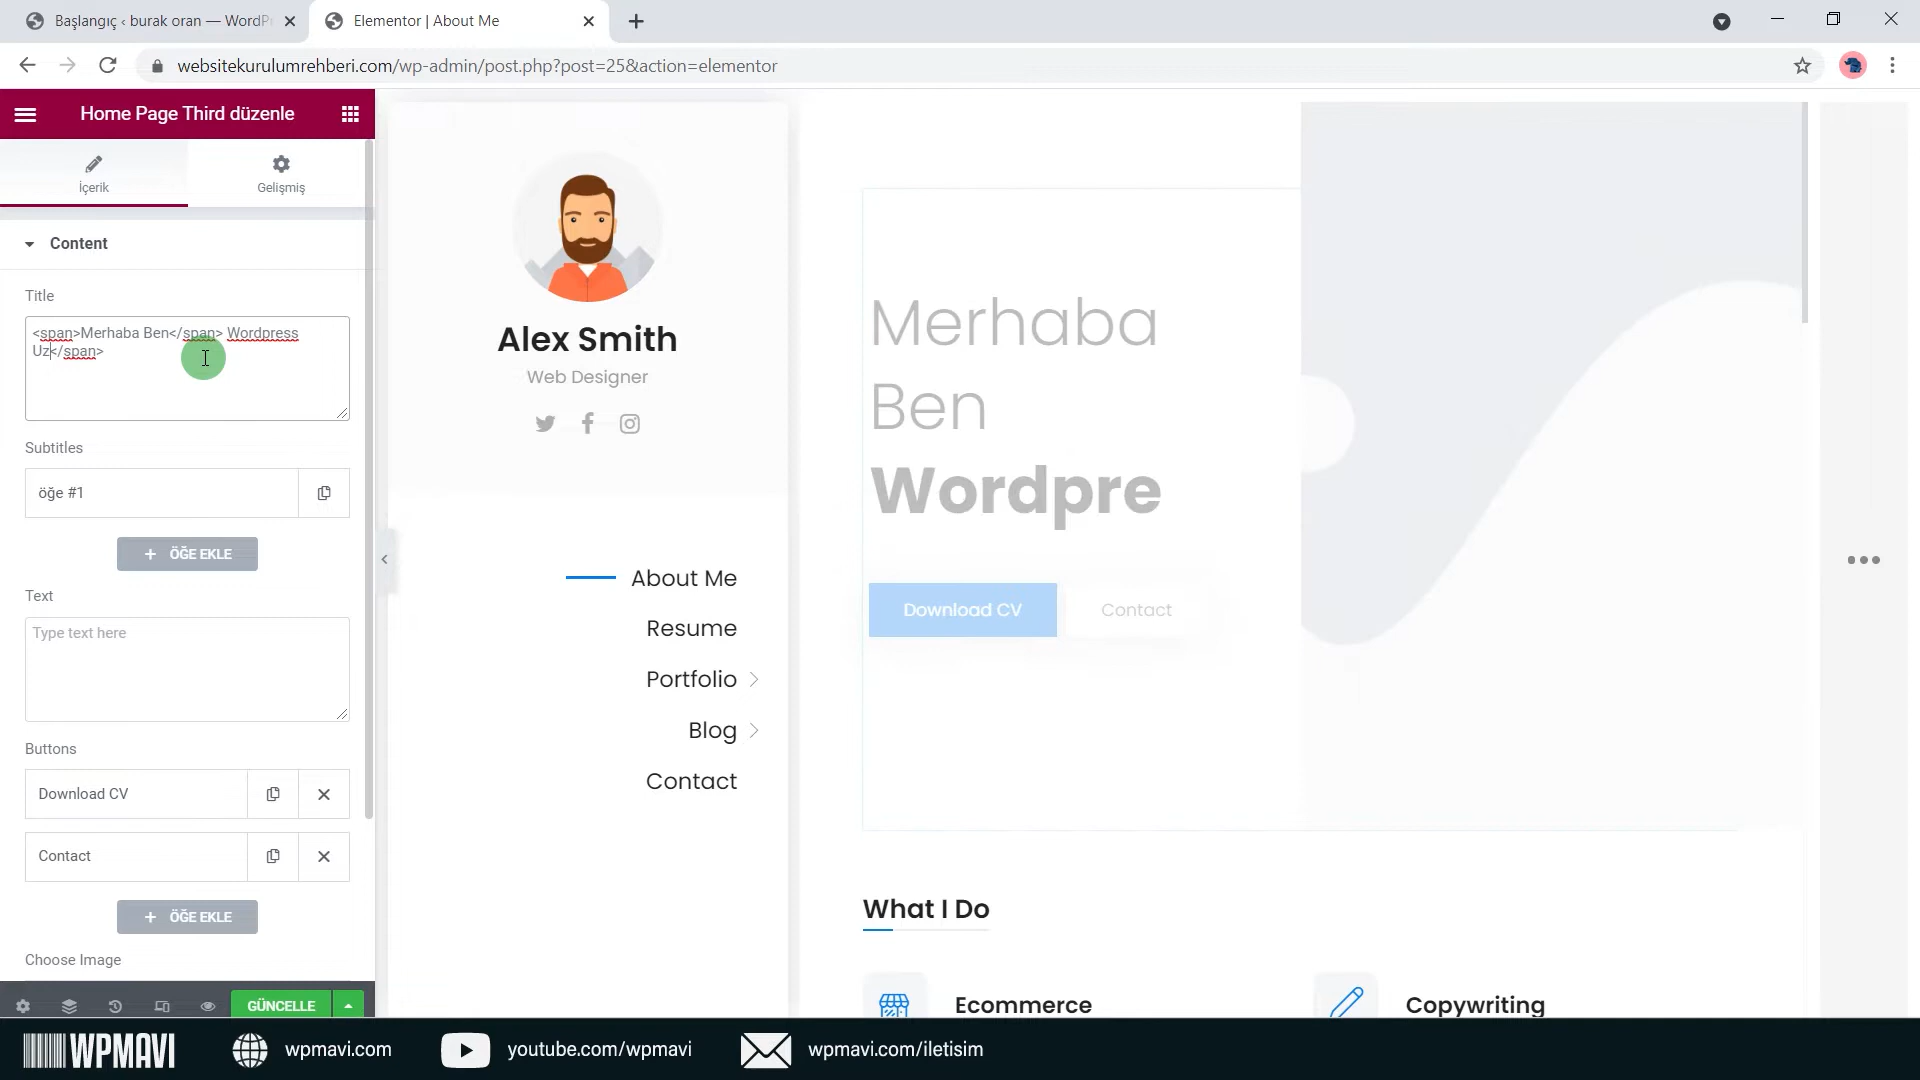 Başlangıç ‹ burak oran — WordP
Elementor | About Me
websitekurulumrehberi.com/wp-admin/post.php?post=25&action=elementor
Home Page Third düzenle
İçerik
Gelişmiş
Content
Title
<span>Merhaba Ben</span> Wordpress
Uz</span>
Subtitles
öğe #1
+ ÖĞE EKLE
Text
Type text here
Buttons
Download CV
Contact
+ ÖĞE EKLE
Choose Image
GÜNCELLE
Alex Smith
Web Designer
About Me
Resume
Portfolio
Blog
Contact
Merhaba
Ben
Wordpre
Download CV
Contact
What I Do
Ecommerce
Copywriting
WPMAVI
wpmavi.com
youtube.com/wpmavi
wpmavi.com/iletisim